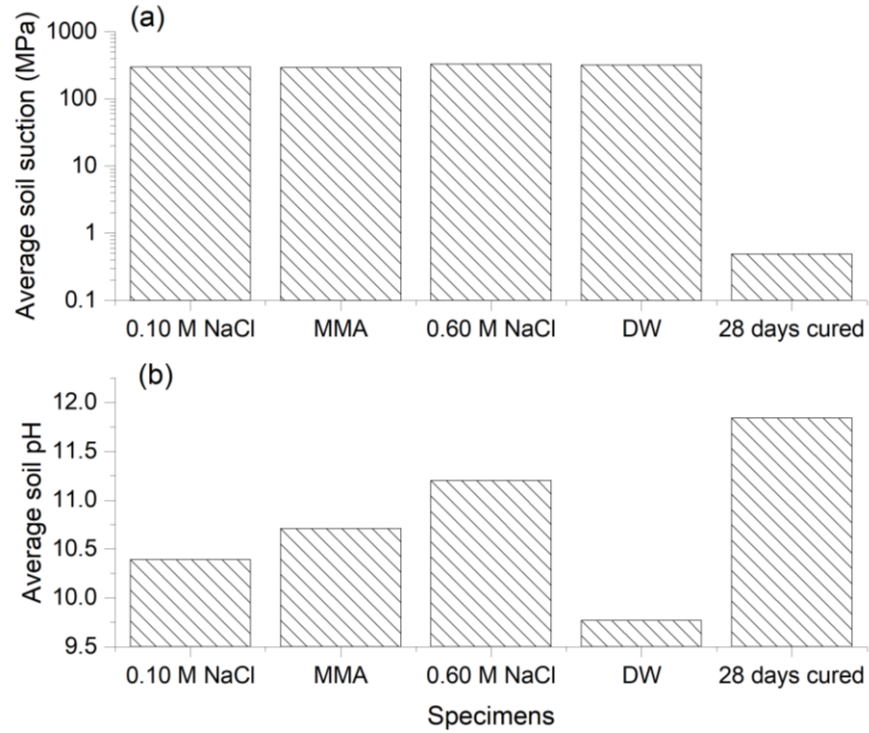 (a)
Average soil suction (MPa)
1000
100
10
1
0.1
0.10 M NaCl MMA 0.60 M NaCl DW 28 days cured
(b)
Average soil pH
12.0
11.5
11.0
10.5
10.0
9.5
0.10 M NaCl MMA 0.60 M NaCl DW 28 days cured
Specimens